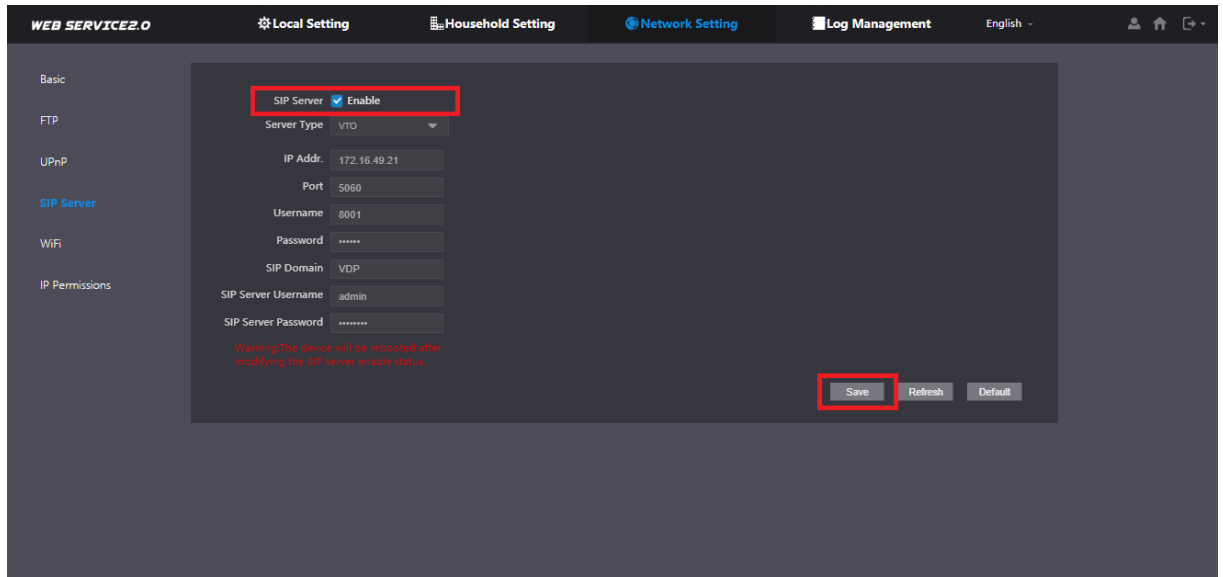 WEB SERVICE2.0 Local Setting Household Setting Network Setting Log Management English
Basic
FTP
UPnP
SIP Server
WiFi
IP Permissions
SIP Server Enable
Server Type VTO
IP Addr. 172.16.49.21
Port 5060
Username 8001
Password ••••••
SIP Domain VDP
SIP Server Username admin
SIP Server Password ••••••••
Warning:The device will be rebooted after
modifying the SIP server enable status.
Save Refresh Default